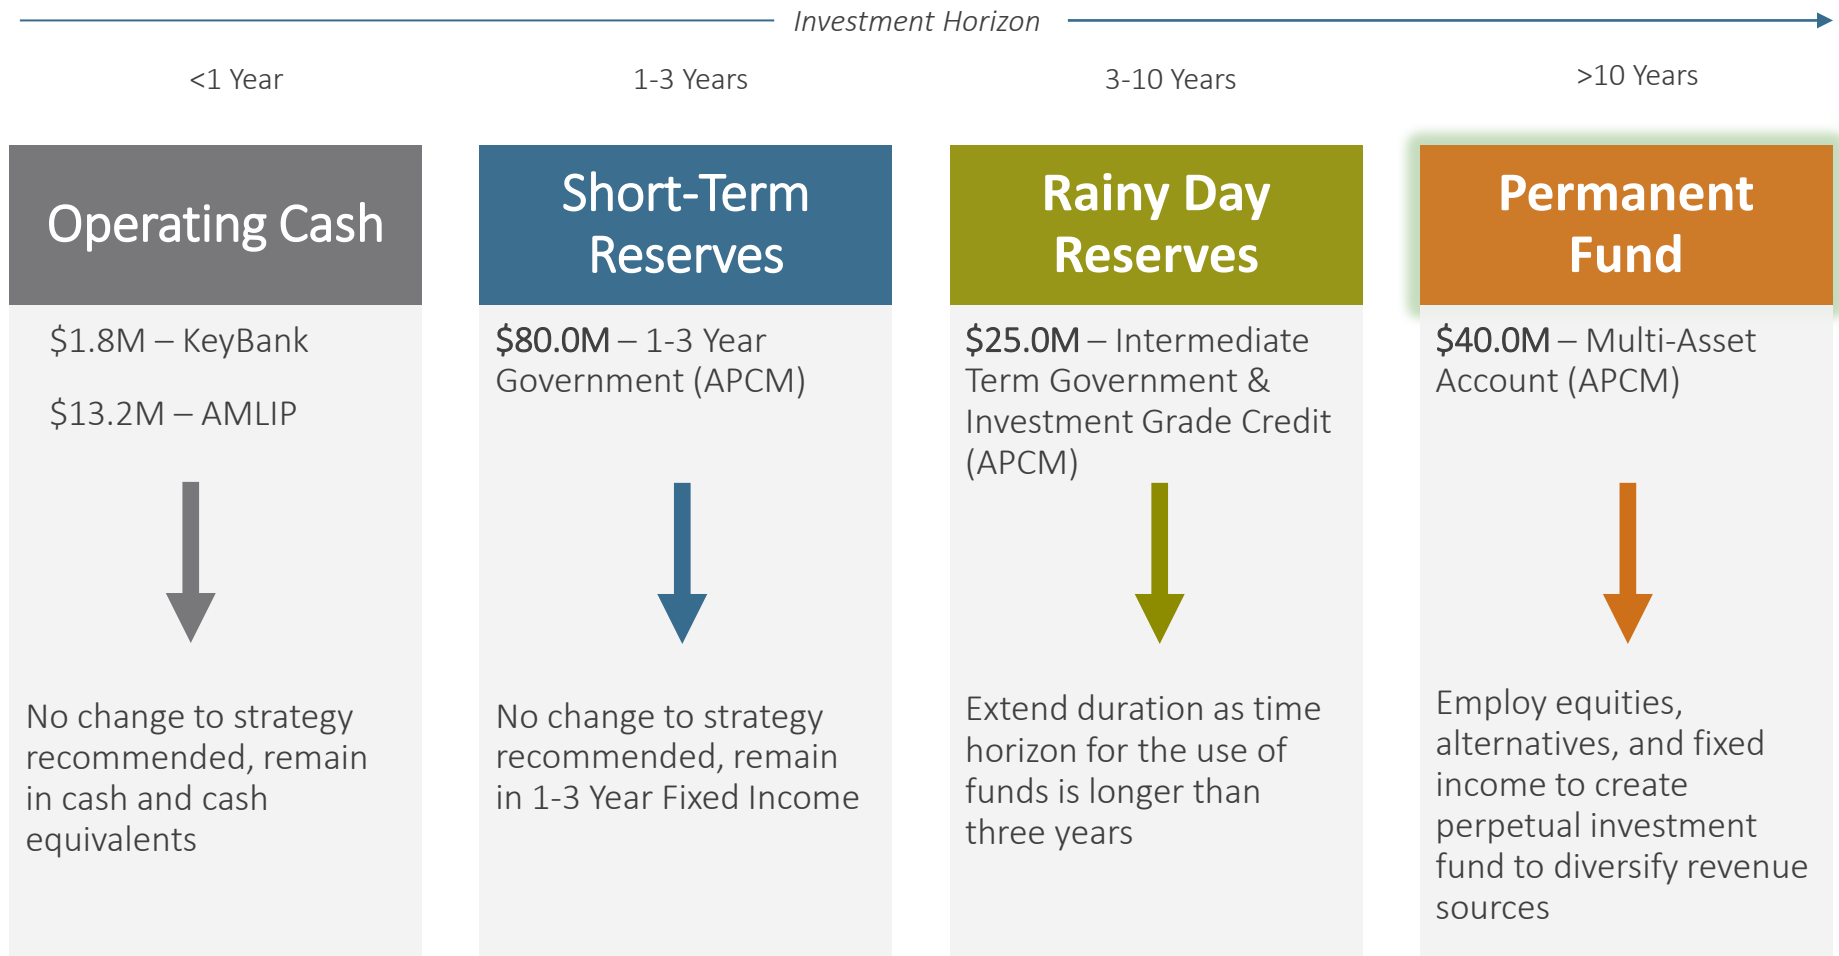 Investment Horizon
<1 Year
1-3 Years
3-10 Years
>10 Years
Operating Cash
$1.8M – KeyBank
$13.2M – AMLIP
No change to strategy
recommended, remain
in cash and cash
equivalents
Short-Term
Reserves
$80.0M – 1-3 Year
Government (APCM)
No change to strategy
recommended, remain
in 1-3 Year Fixed Income
Rainy Day
Reserves
$25.0M – Intermediate
Term Government &
Investment Grade Credit
(APCM)
Extend duration as time
horizon for the use of
funds is longer than
three years
Permanent
Fund
$40.0M – Multi-Asset
Account (APCM)
Employ equities,
alternatives, and fixed
income to create
perpetual investment
fund to diversify revenue
sources